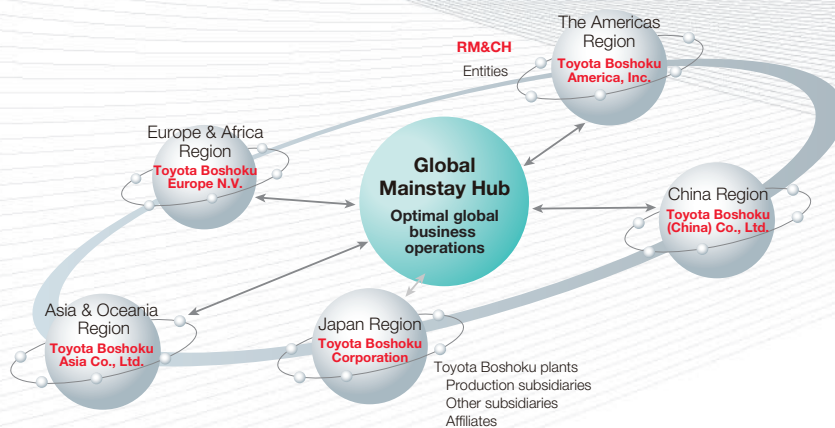 The Americas
Region
Toyota Boshoku
America, Inc.
RM&CH
Entities
Europe & Africa
Region
Toyota Boshoku
Europe N.V.
Global
Mainstay Hub
Optimal global
business
operations
China Region
Toyota Boshoku
(China) Co., Ltd.
Asia & Oceania
Region
Toyota Boshoku
Asia Co., Ltd.
Japan Region
Toyota Boshoku
Corporation
Toyota Boshoku plants
Production subsidiaries
Other subsidiaries
Affiliates